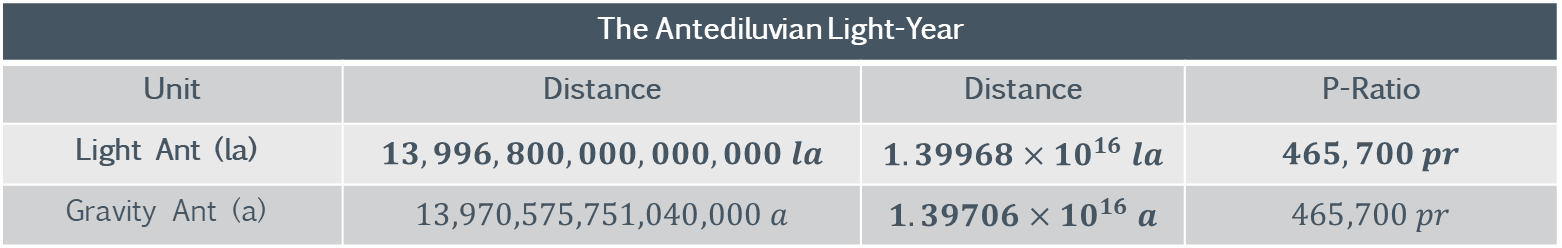 The Antediluvian Light-Year
Unit Distance Distance P-Ratio
Light Ant (la) 13,996,800,000,000,000 la 1.39968 × 10¹⁶ la 465,700 pr
Gravity Ant (a) 13,970,575,751,040,000 a 1.39706 × 10¹⁶ a 465,700 pr